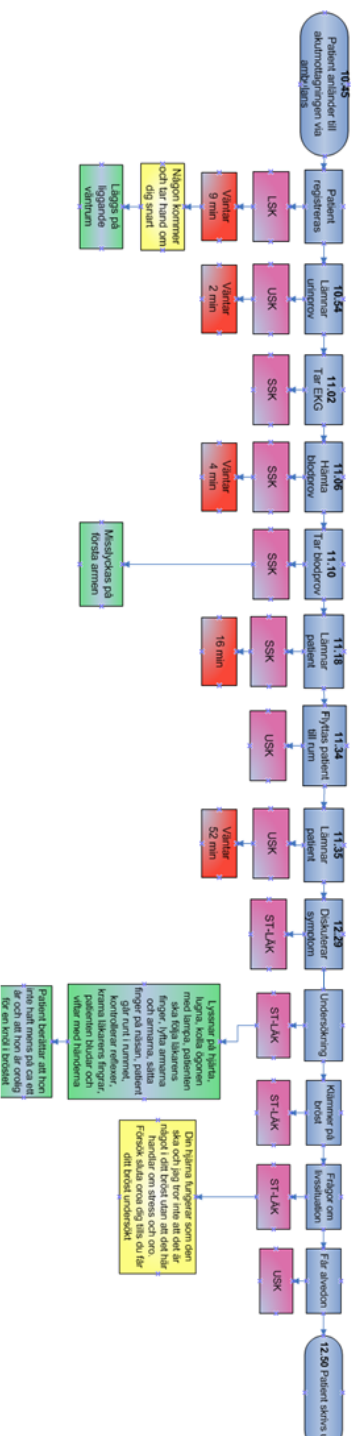 10.45
Patient anländer till
akutmottagningen via
ambulans
Patient
registreras
LSK
Väntar
9 min
Någon kommer
och tar hand om
dig snart
Läggs på
liggande
väntrum
10.54
Lämnar
urinprov
USK
Väntar
2 min
11.02
Tar EKG
SSK
11.06
Hämta
blodprov
SSK
Väntar
4 min
11.10
Tar blodprov
SSK
Misslyckas på
första armen
11.18
Lämnar
patient
SSK
16 min
11.34
Flyttas patient
till rum
USK
11.35
Lämnar
patient
USK
Väntar
52 min
12.29
Diskuterar
symptom
ST-LÄK
Undersökning
ST-LÄK
Lyssnar på hjärta,
lugna, kolla ögonen
med lampa, patienten
ska följa läkarens
finger, lyfta armarna
och armarna, sätta
finger på näsan, patient
går runt rummet,
kontrollerar reflexer,
krama läkarens fingrar,
patienten bludar och
viftar med händerna
Patient berättar att hon
inte haft mens på ca ett
år och att hon är orolig
för en knöl i bröstet
Klämmer på
bröst
ST-LÄK
Frågor om
livssituation
ST-LÄK
Din hjärna fungerar som den
ska och jag tror inte att det är
något i ditt bröst utan att det här
handlar om stress och oro.
Försök sluta oroa dig tills du får
ditt bröst undersökt
Får alvedon
USK
12.50 Patient skrivs